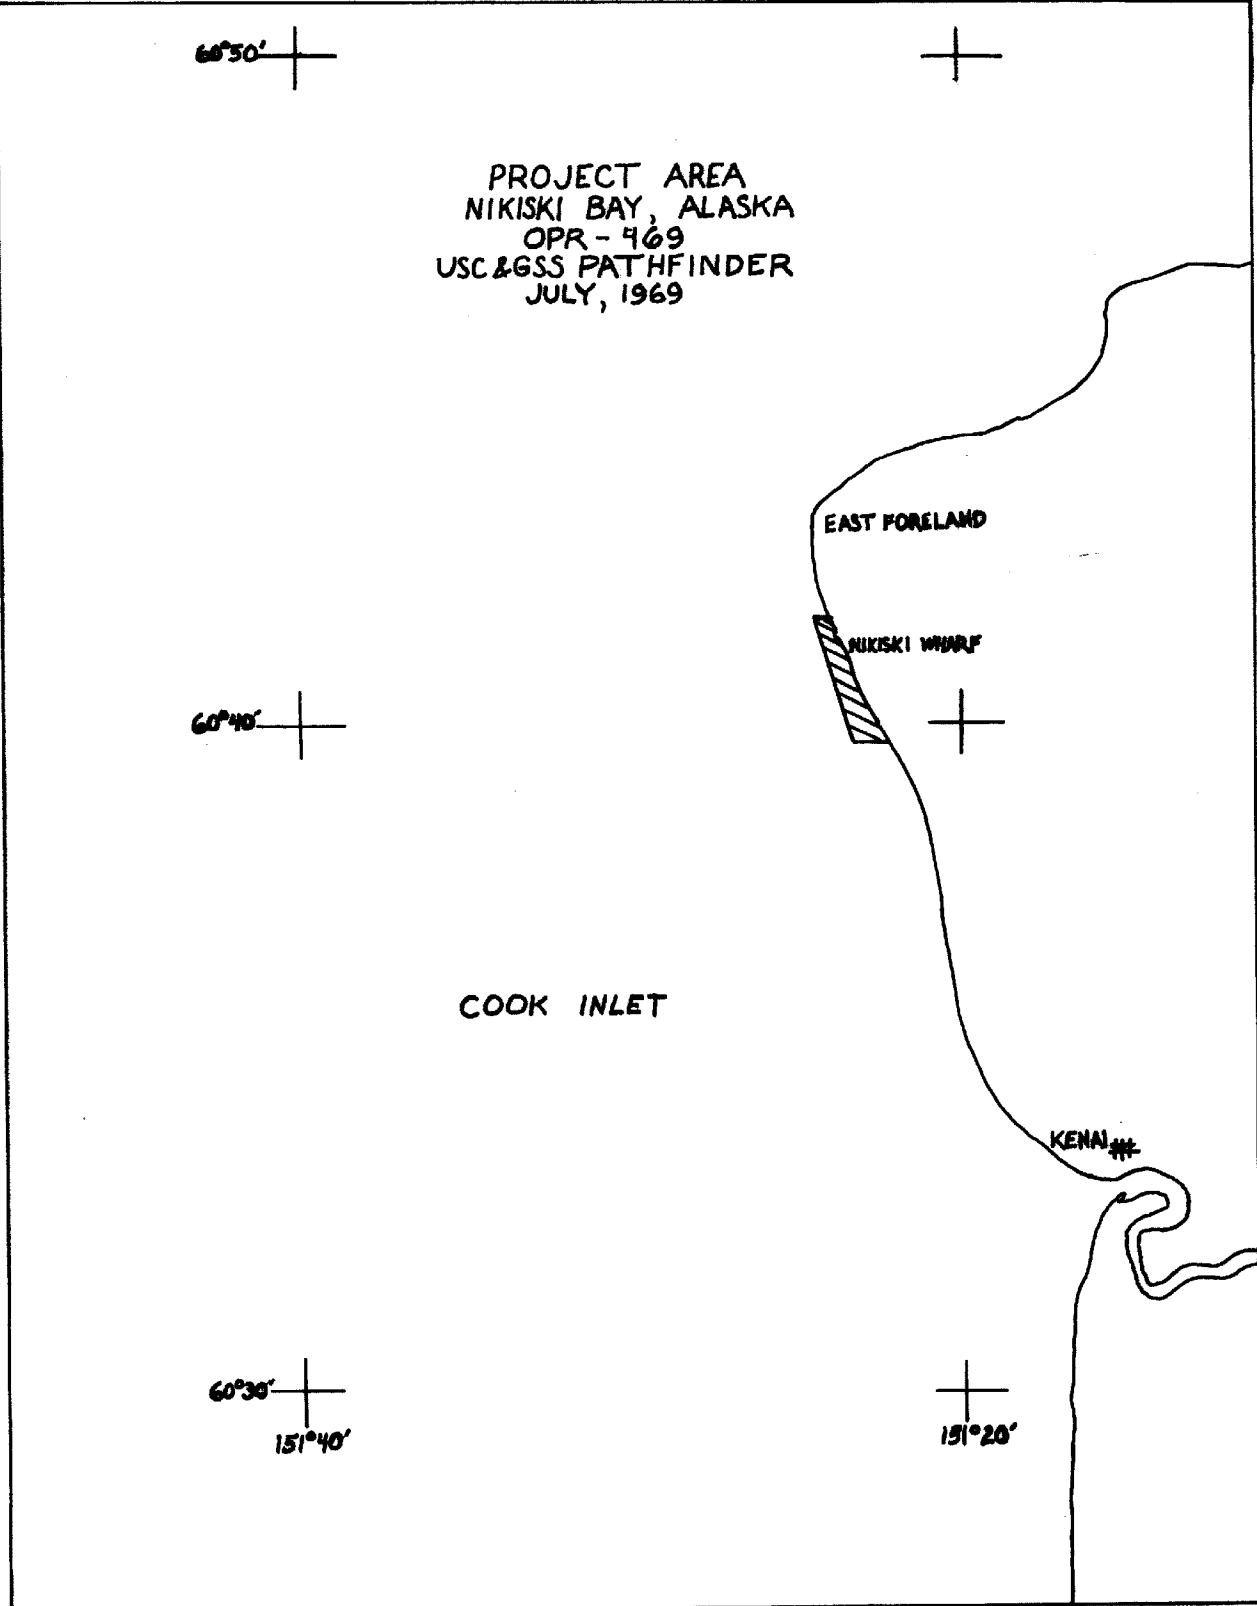 60°50′
PROJECT AREA
NIKISKI BAY, ALASKA
OPR - 469
USC&GSS PATHFINDER
JULY, 1969
EAST FORELAND
NIKISKI WHARF
60°40′
COOK INLET
KENAI
60°30′
151°40′
151°20′